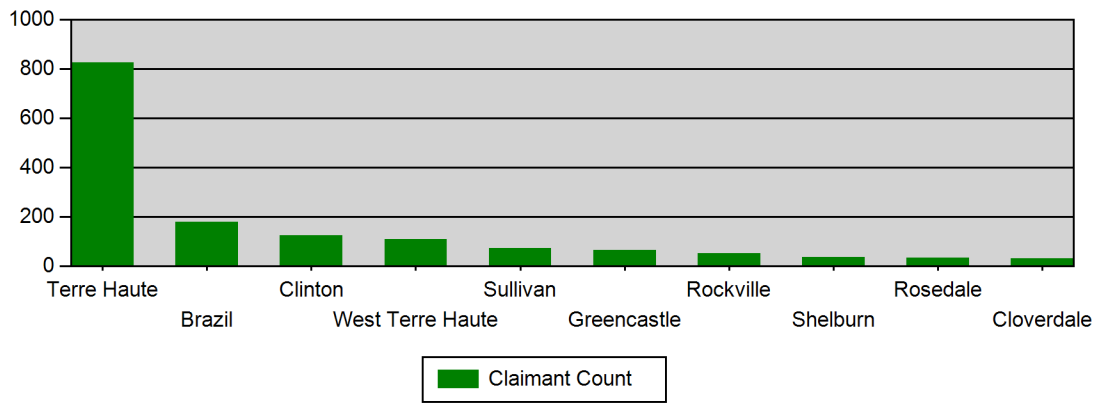 1000
800
600
400
200
0
Terre Haute Clinton Sullivan Rockville Rosedale
Brazil West Terre Haute Greencastle Shelburn Cloverdale
Claimant Count